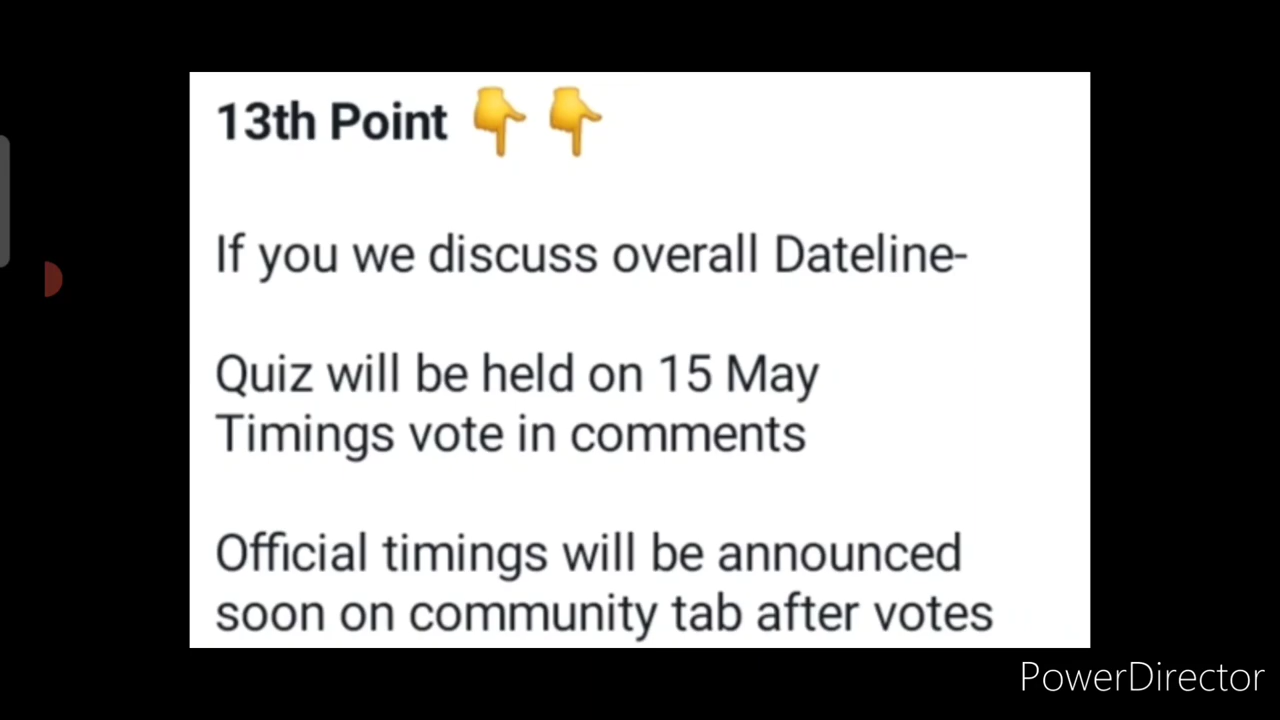 13th Point 👇👇
If you we discuss overall Dateline-
Quiz will be held on 15 May
Timings vote in comments
Official timings will be announced
soon on community tab after votes
PowerDirector